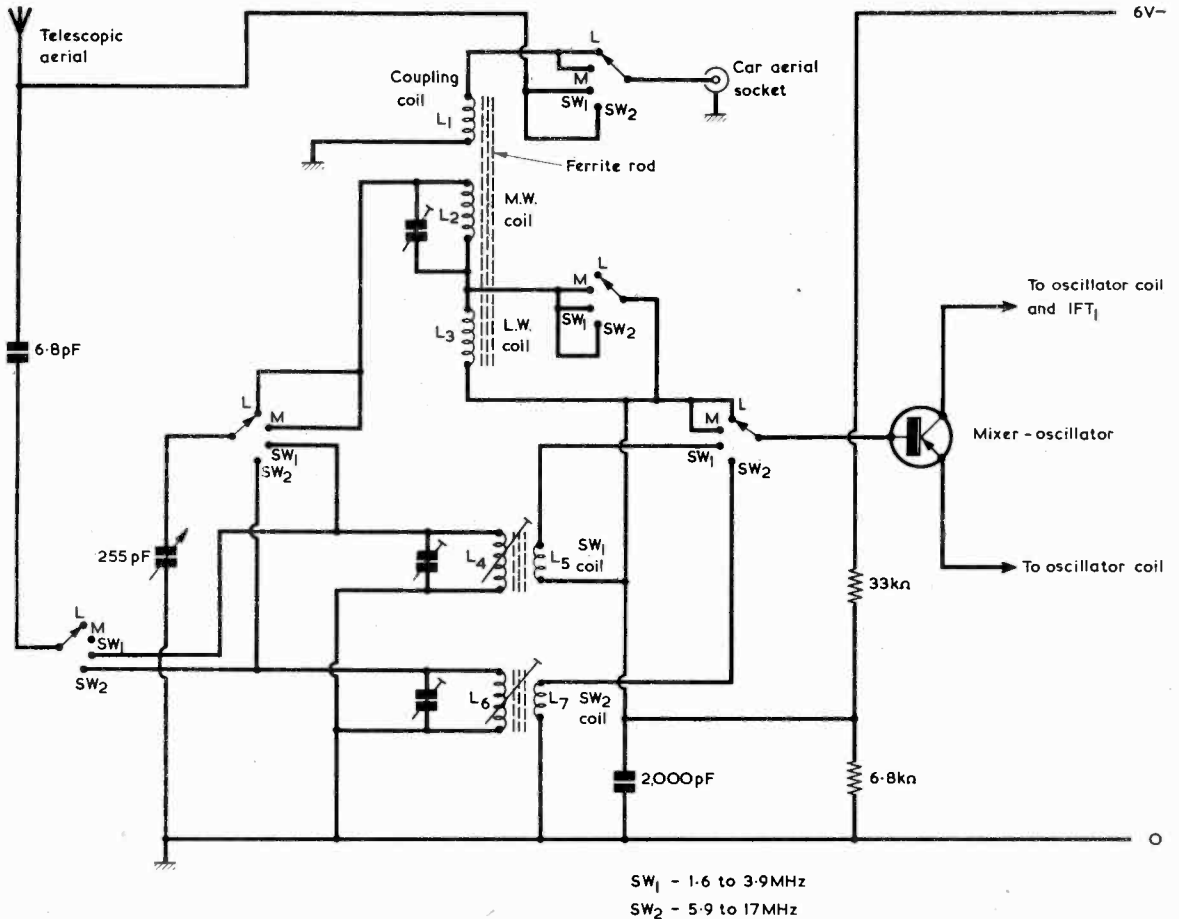 Telescopic
aerial
6V-
L
M
SW1
SW2
Car aerial
socket
Coupling
coil
L1
Ferrite rod
L2
M.W.
coil
L
M
SW1
SW2
L3
L.W.
coil
To oscillator coil
and IFT1
6·8pF
L
M
SW1
SW2
L
M
SW1
SW2
Mixer-oscillator
255pF
L4
L5
SW1
coil
33kΩ
To oscillator coil
L
M
SW1
SW2
L6
L7
SW2
coil
2,000pF
6·8kΩ
O
SW1 - 1·6 to 3·9MHz
SW2 - 5·9 to 17MHz